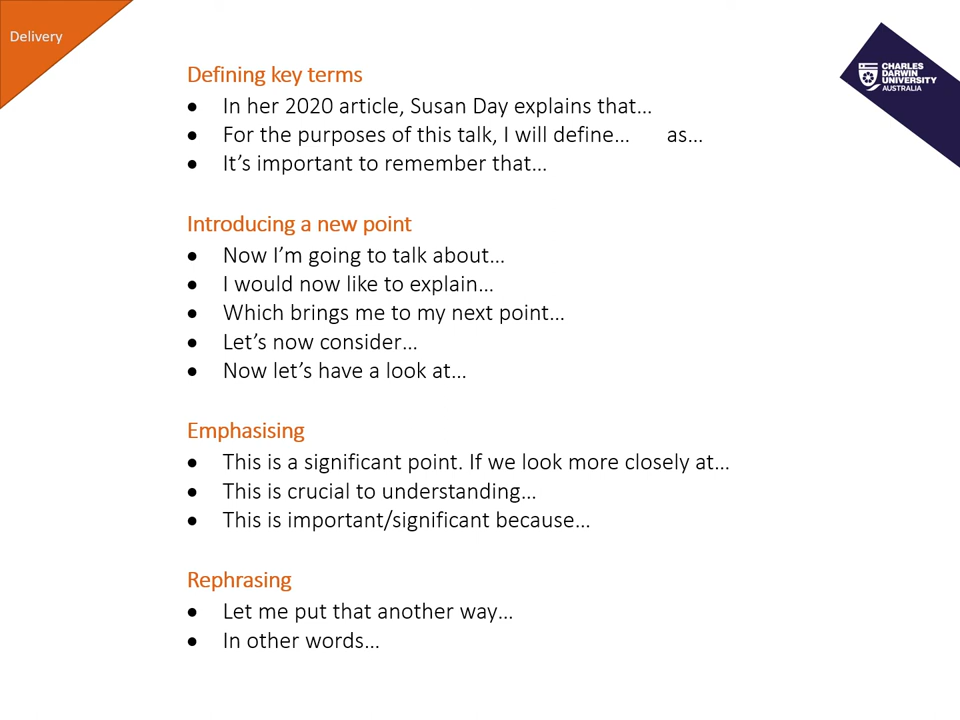 Delivery
CHARLES
DARWIN
UNIVERSITY
AUSTRALIA
Defining key terms
• In her 2020 article, Susan Day explains that…
• For the purposes of this talk, I will define… as…
• It’s important to remember that…
Introducing a new point
• Now I’m going to talk about…
• I would now like to explain…
• Which brings me to my next point…
• Let’s now consider…
• Now let’s have a look at…
Emphasising
• This is a significant point. If we look more closely at…
• This is crucial to understanding…
• This is important/significant because…
Rephrasing
• Let me put that another way…
• In other words…